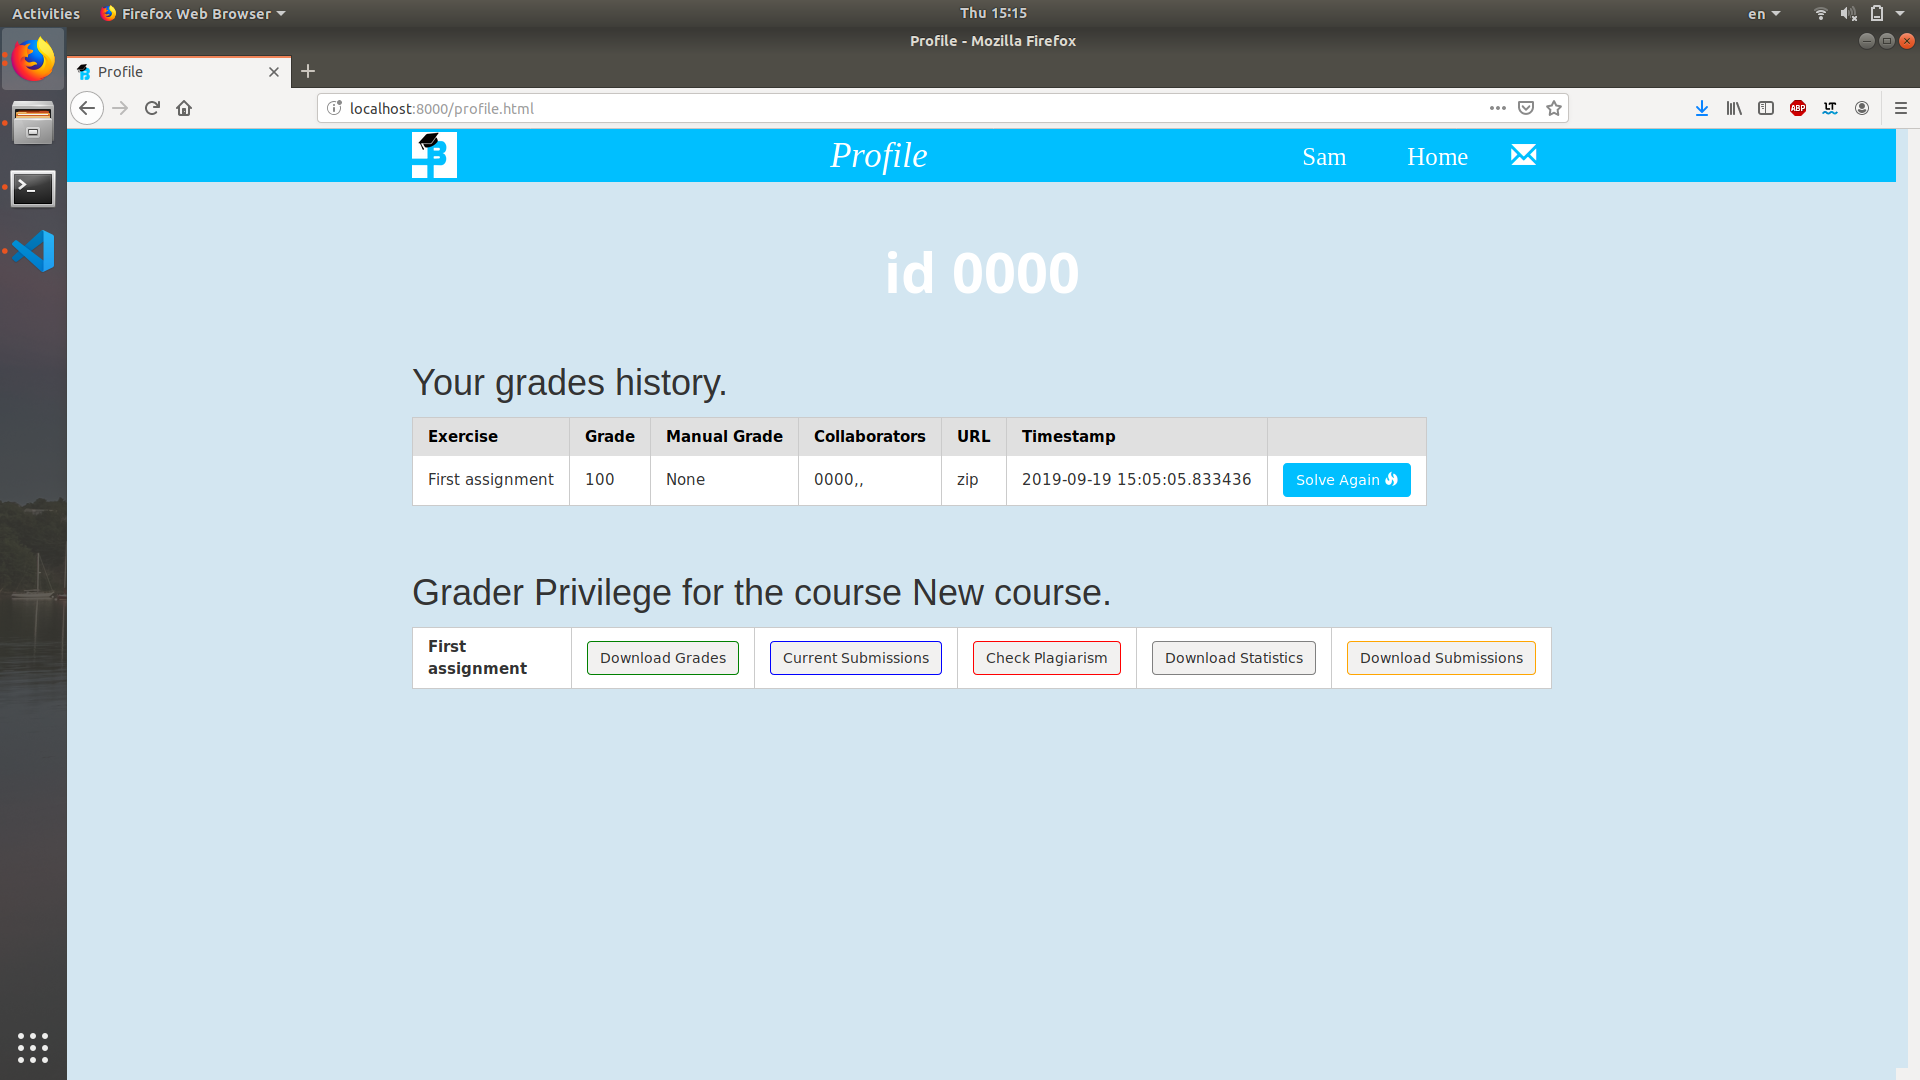 Activities Firefox Web Browser Thu 15:15 en
Profile - Mozilla Firefox
Profile
localhost:8000/profile.html
ABP LT
B Profile Sam Home
id 0000
Your grades history.
Exercise Grade Manual Grade Collaborators URL Timestamp
First assignment 100 None 0000,, zip 2019-09-19 15:05:05.833436 Solve Again
Grader Privilege for the course New course.
First
assignment Download Grades Current Submissions Check Plagiarism Download Statistics Download Submissions